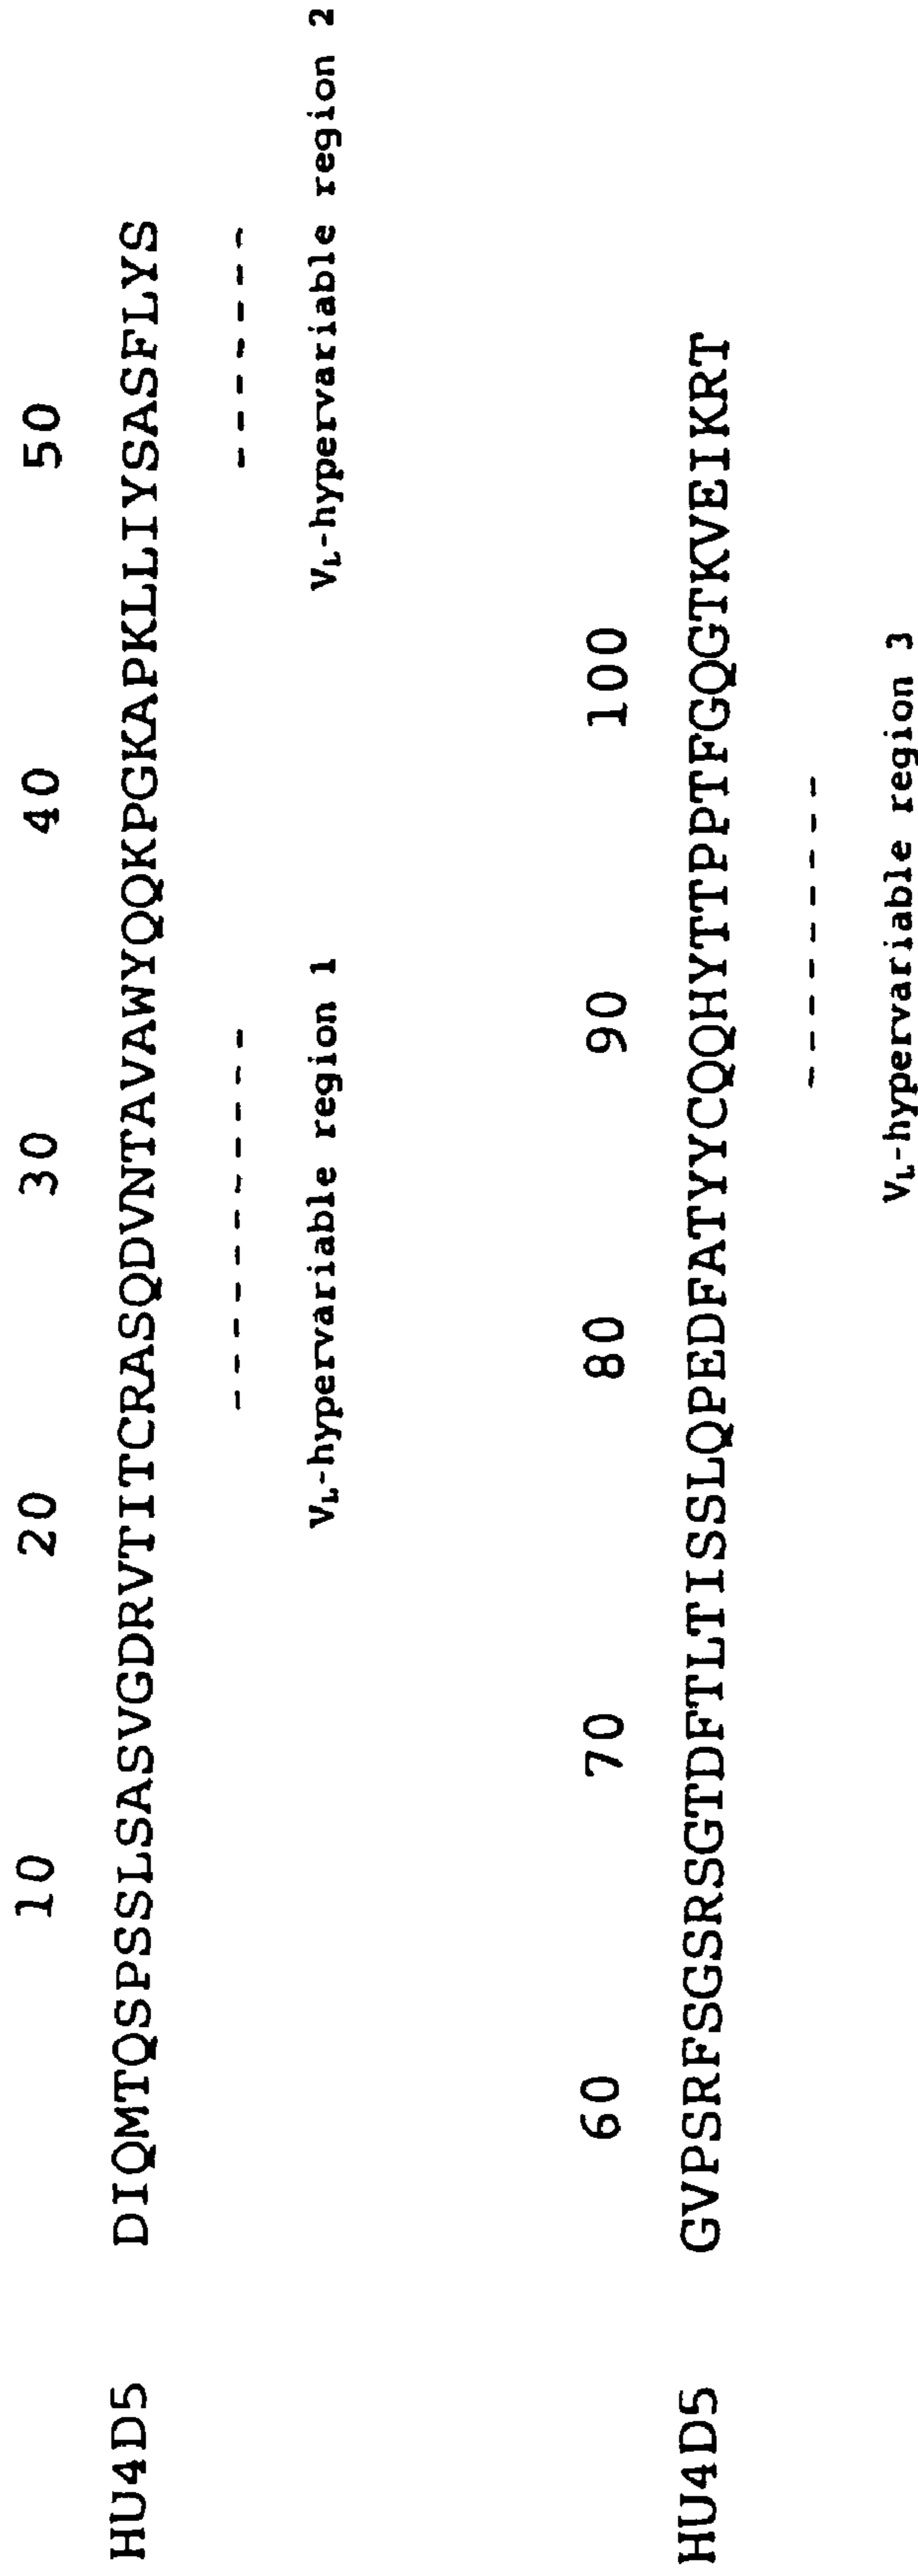 10 20 30 40 50
HU4D5 DIQMTQSPSSLSASVGDRVTITCRASQDVNTAVAWYQQKPGKAPKLLIYSASFLYS
----------- -------
VL-hypervariable region 1 VL-hypervariable region 2
60 70 80 90 100
HU4D5 GVPSRFSGSRSGTDFTLTISSLQPEDFATYYCQQHYTTPPTFGQGTKVEIKRT
---------
VL-hypervariable region 3